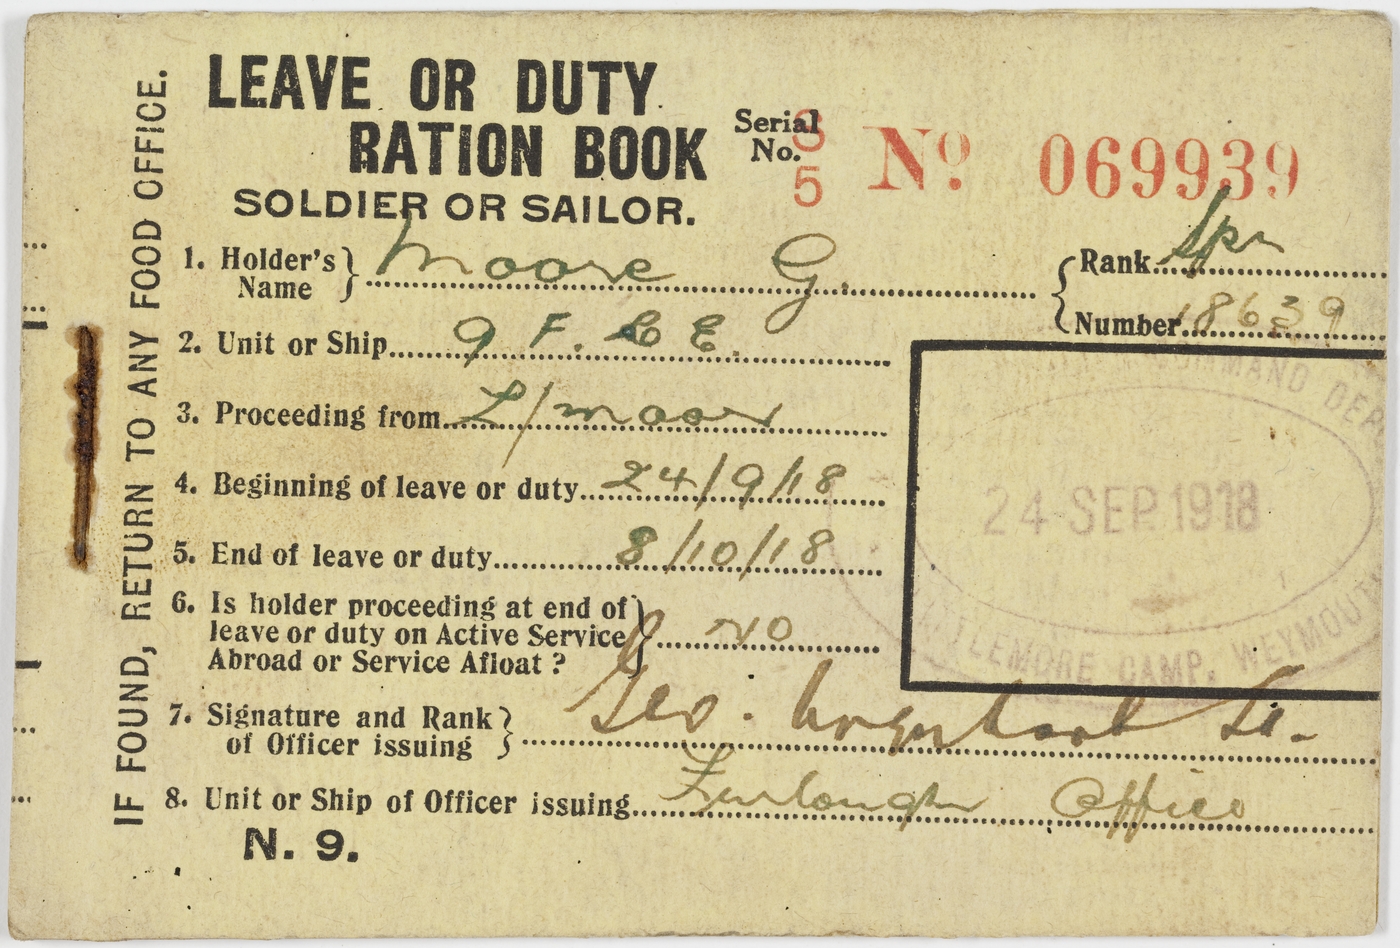 IF FOUND, RETURN TO ANY FOOD OFFICE.
LEAVE OR DUTY
RATION BOOK
SOLDIER OR SAILOR.
Serial No. S 5 No 069939
1. Holder's Name Moore G.
Rank Spr
Number 18639
2. Unit or Ship 9 F. C E.
3. Proceeding from L/moor
4. Beginning of leave or duty 24/9/18
5. End of leave or duty 8/10/18
6. Is holder proceeding at end of
leave or duty on Active Service
Abroad or Service Afloat? NO
COMMAND DEP
24 SEP 1918
LITTLEMORE CAMP, WEYMOUTH
7. Signature and Rank
of Officer issuing Geo. Lt.
8. Unit or Ship of Officer issuing Furlough Office
N. 9.